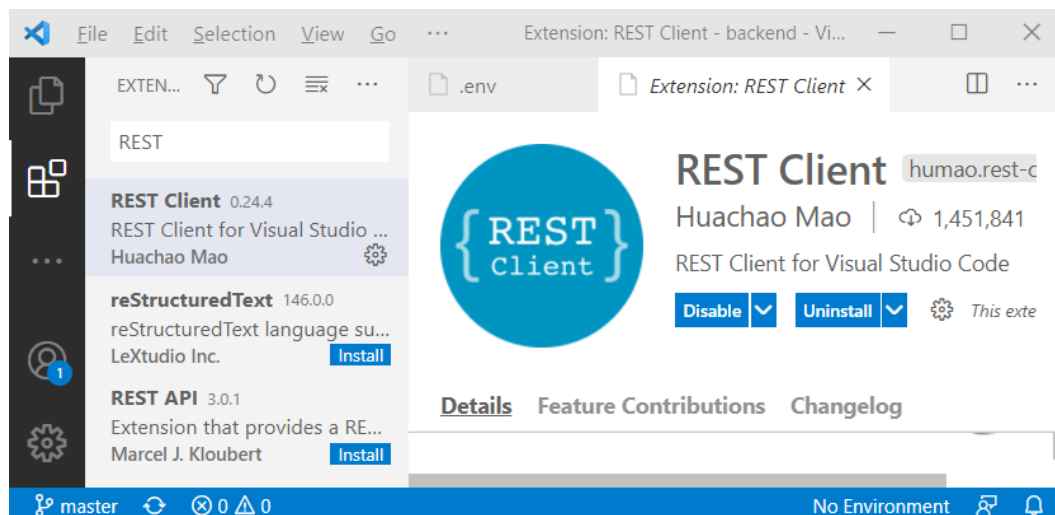 File Edit Selection View Go ... Extension: REST Client - backend - Vi...
EXTEN...
REST
REST Client 0.24.4
REST Client for Visual Studio ...
Huachao Mao
reStructuredText 146.0.0
reStructuredText language su...
LeXtudio Inc. Install
REST API 3.0.1
Extension that provides a RE...
Marcel J. Kloubert Install
.env Extension: REST Client
{ REST
Client }
REST Client humao.rest-c
Huachao Mao | 1,451,841
REST Client for Visual Studio Code
Disable Uninstall This exte
Details Feature Contributions Changelog
1
master 0 0 No Environment